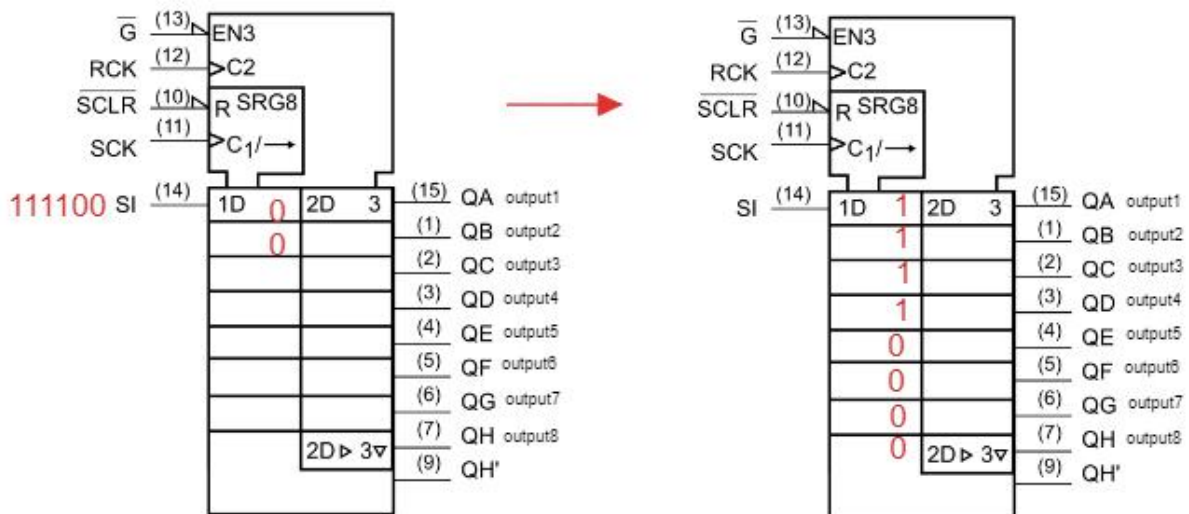 G (13) EN3
RCK (12) C2
SCLR (10) R SRG8
SCK (11) C1/→
111100 SI (14) 1D 0 2D 3 (15) QA output1
0 (1) QB output2
(2) QC output3
(3) QD output4
(4) QE output5
(5) QF output6
(6) QG output7
(7) QH output8
2D 3
(9) QH'
G (13) EN3
RCK (12) C2
SCLR (10) R SRG8
SCK (11) C1/→
SI (14) 1D 1 2D 3 (15) QA output1
1 (1) QB output2
1 (2) QC output3
1 (3) QD output4
0 (4) QE output5
0 (5) QF output6
0 (6) QG output7
0 (7) QH output8
2D 3
(9) QH'